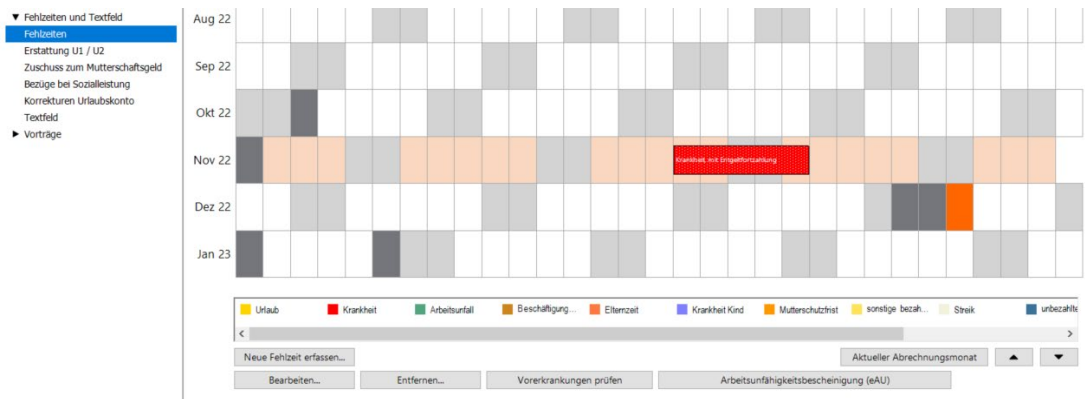 ▼ Fehlzeiten und Textfeld
Fehlzeiten
Erstattung U1 / U2
Zuschuss zum Mutterschaftsgeld
Bezüge bei Sozialleistung
Korrekturen Urlaubskonto
Textfeld
► Vorträge
Aug 22
Sep 22
Okt 22
Nov 22
Krankheit, mit Entgeltfortzahlung
Dez 22
Jan 23
Urlaub Krankheit Arbeitsunfall Beschäftigung... Elternzeit Krankheit Kind Mutterschutzfrist sonstige bezah... Streik unbezahlte
Neue Fehlzeit erfassen... Aktueller Abrechnungsmonat ▲ ▼
Bearbeiten... Entfernen... Vorerkrankungen prüfen Arbeitsunfähigkeitsbescheinigung (eAU)